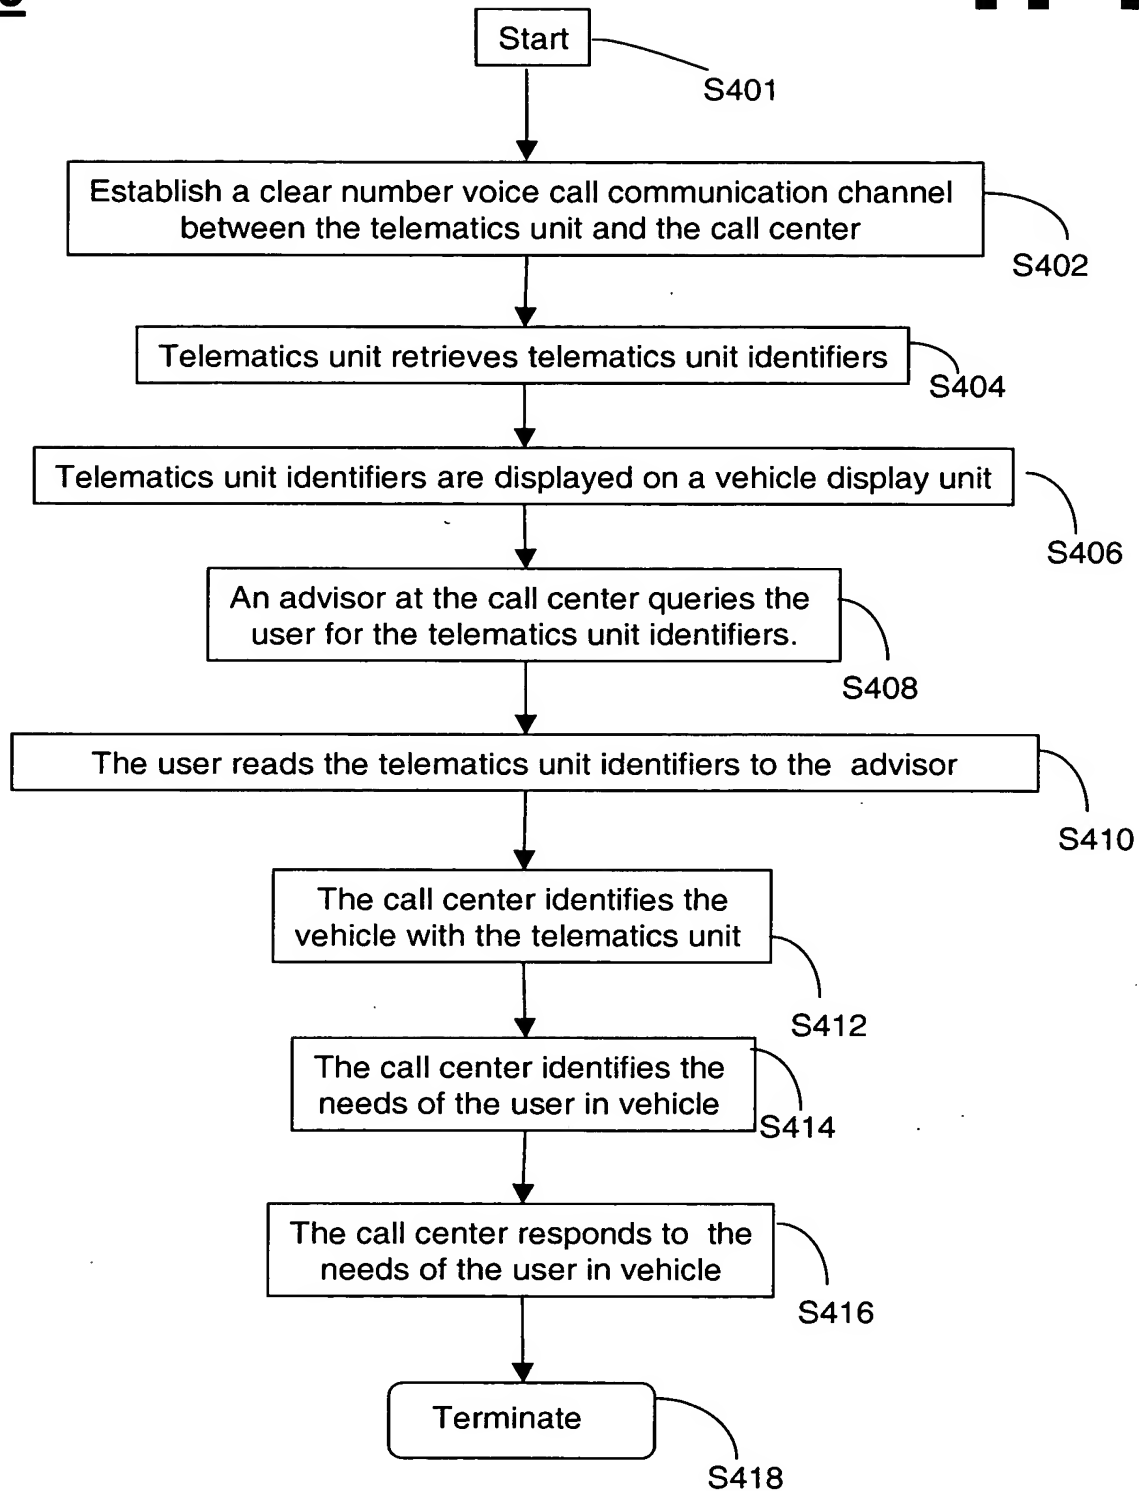 Start
S401
Establish a clear number voice call communication channel
between the telematics unit and the call center
S402
Telematics unit retrieves telematics unit identifiers
S404
Telematics unit identifiers are displayed on a vehicle display unit
S406
An advisor at the call center queries the
user for the telematics unit identifiers.
S408
The user reads the telematics unit identifiers to the advisor
S410
The call center identifies the
vehicle with the telematics unit
S412
The call center identifies the
needs of the user in vehicle
S414
The call center responds to the
needs of the user in vehicle
S416
Terminate
S418